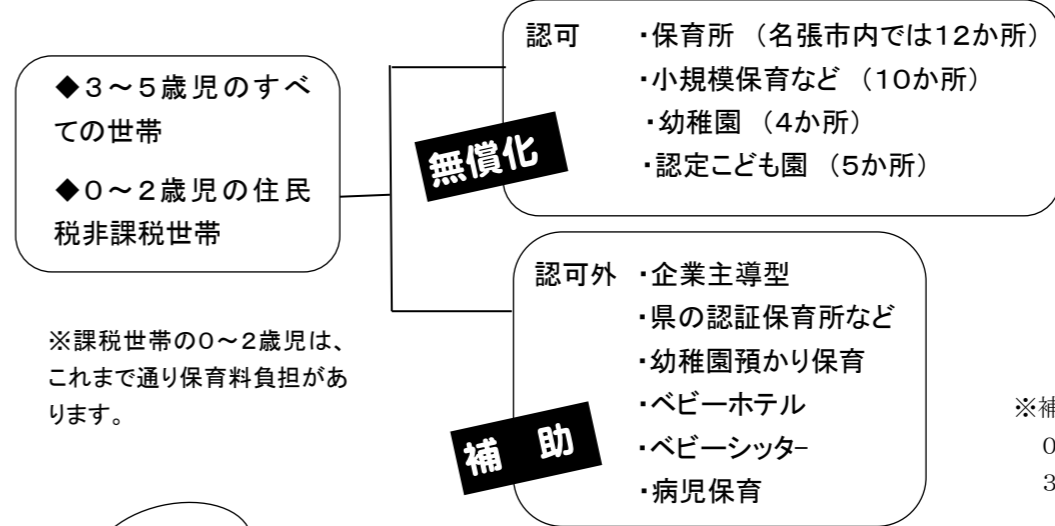 ◆3～5歳児のすべ
ての世帯
◆0～2歳児の住民
税非課税世帯
※課税世帯の0～2歳児は、
これまで通り保育料負担があ
ります。
無償化
認可 ・保育所 （名張市内では12か所）
・小規模保育など （10か所）
・幼稚園 （4か所）
・認定こども園 （5か所）
補 助
認可外 ・企業主導型
・県の認証保育所など
・幼稚園預かり保育
・ベビーホテル
・ベビーシッター
・病児保育
※補
0
3